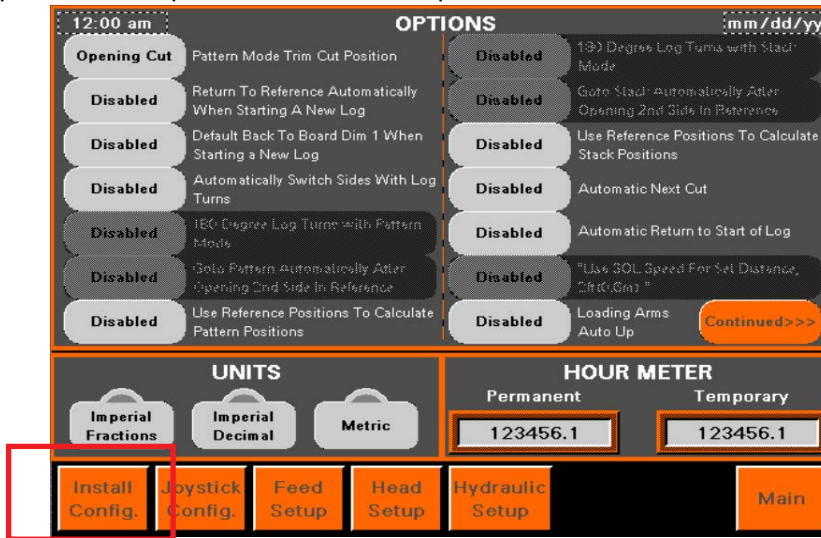 12:00 am
OPTIONS
mm/dd/yy
Opening Cut
Pattern Mode Trim Cut Position
Disabled
Return To Reference Automatically
When Starting A New Log
Disabled
Default Back To Board Dim 1 When
Starting a New Log
Disabled
Automatically Switch Sides With Log
Turns
Disabled
180 Degree Log Turns with Pattern
Mode
Disabled
Goto Pattern Automatically After
Opening 2nd Side In Reference
Disabled
Use Reference Positions To Calculate
Pattern Positions
Disabled
180 Degree Log Turns with Stack
Mode
Disabled
Goto Stack Automatically After
Opening 2nd Side In Reference
Disabled
Use Reference Positions To Calculate
Stack Positions
Disabled
Automatic Next Cut
Disabled
Automatic Return to Start of Log
Disabled
"Use SOL Speed For Set Distance,
2ft(0.6m) "
Disabled
Loading Arms
Auto Up
Continued>>>
UNITS
Imperial
Fractions
Imperial
Decimal
Metric
HOUR METER
Permanent
Temporary
123456.1
123456.1
Install
Config.
Joystick
Config.
Feed
Setup
Head
Setup
Hydraulic
Setup
Main